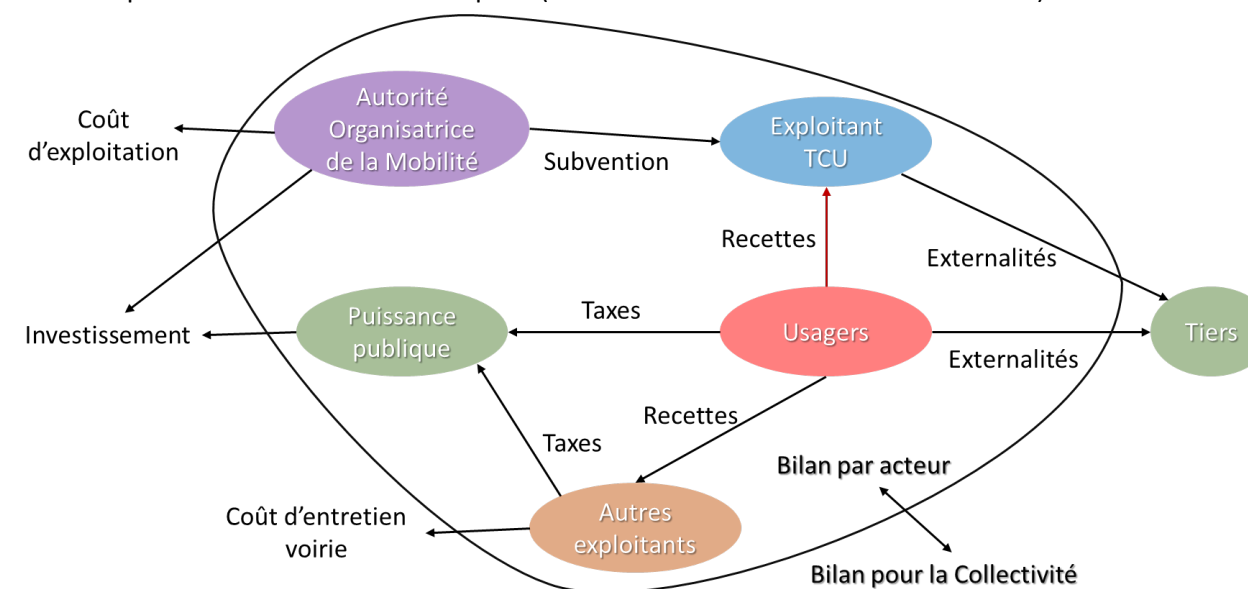 Autorité
Organisatrice
de la Mobilité
Coût
d'exploitation
Exploitant
TCU
Subvention
Recettes
Externalités
Taxes
Puissance
publique
Investissement
Usagers
Tiers
Externalités
Recettes
Taxes
Bilan par acteur
Coût d'entretien
voirie
Autres
exploitants
Bilan pour la Collectivité